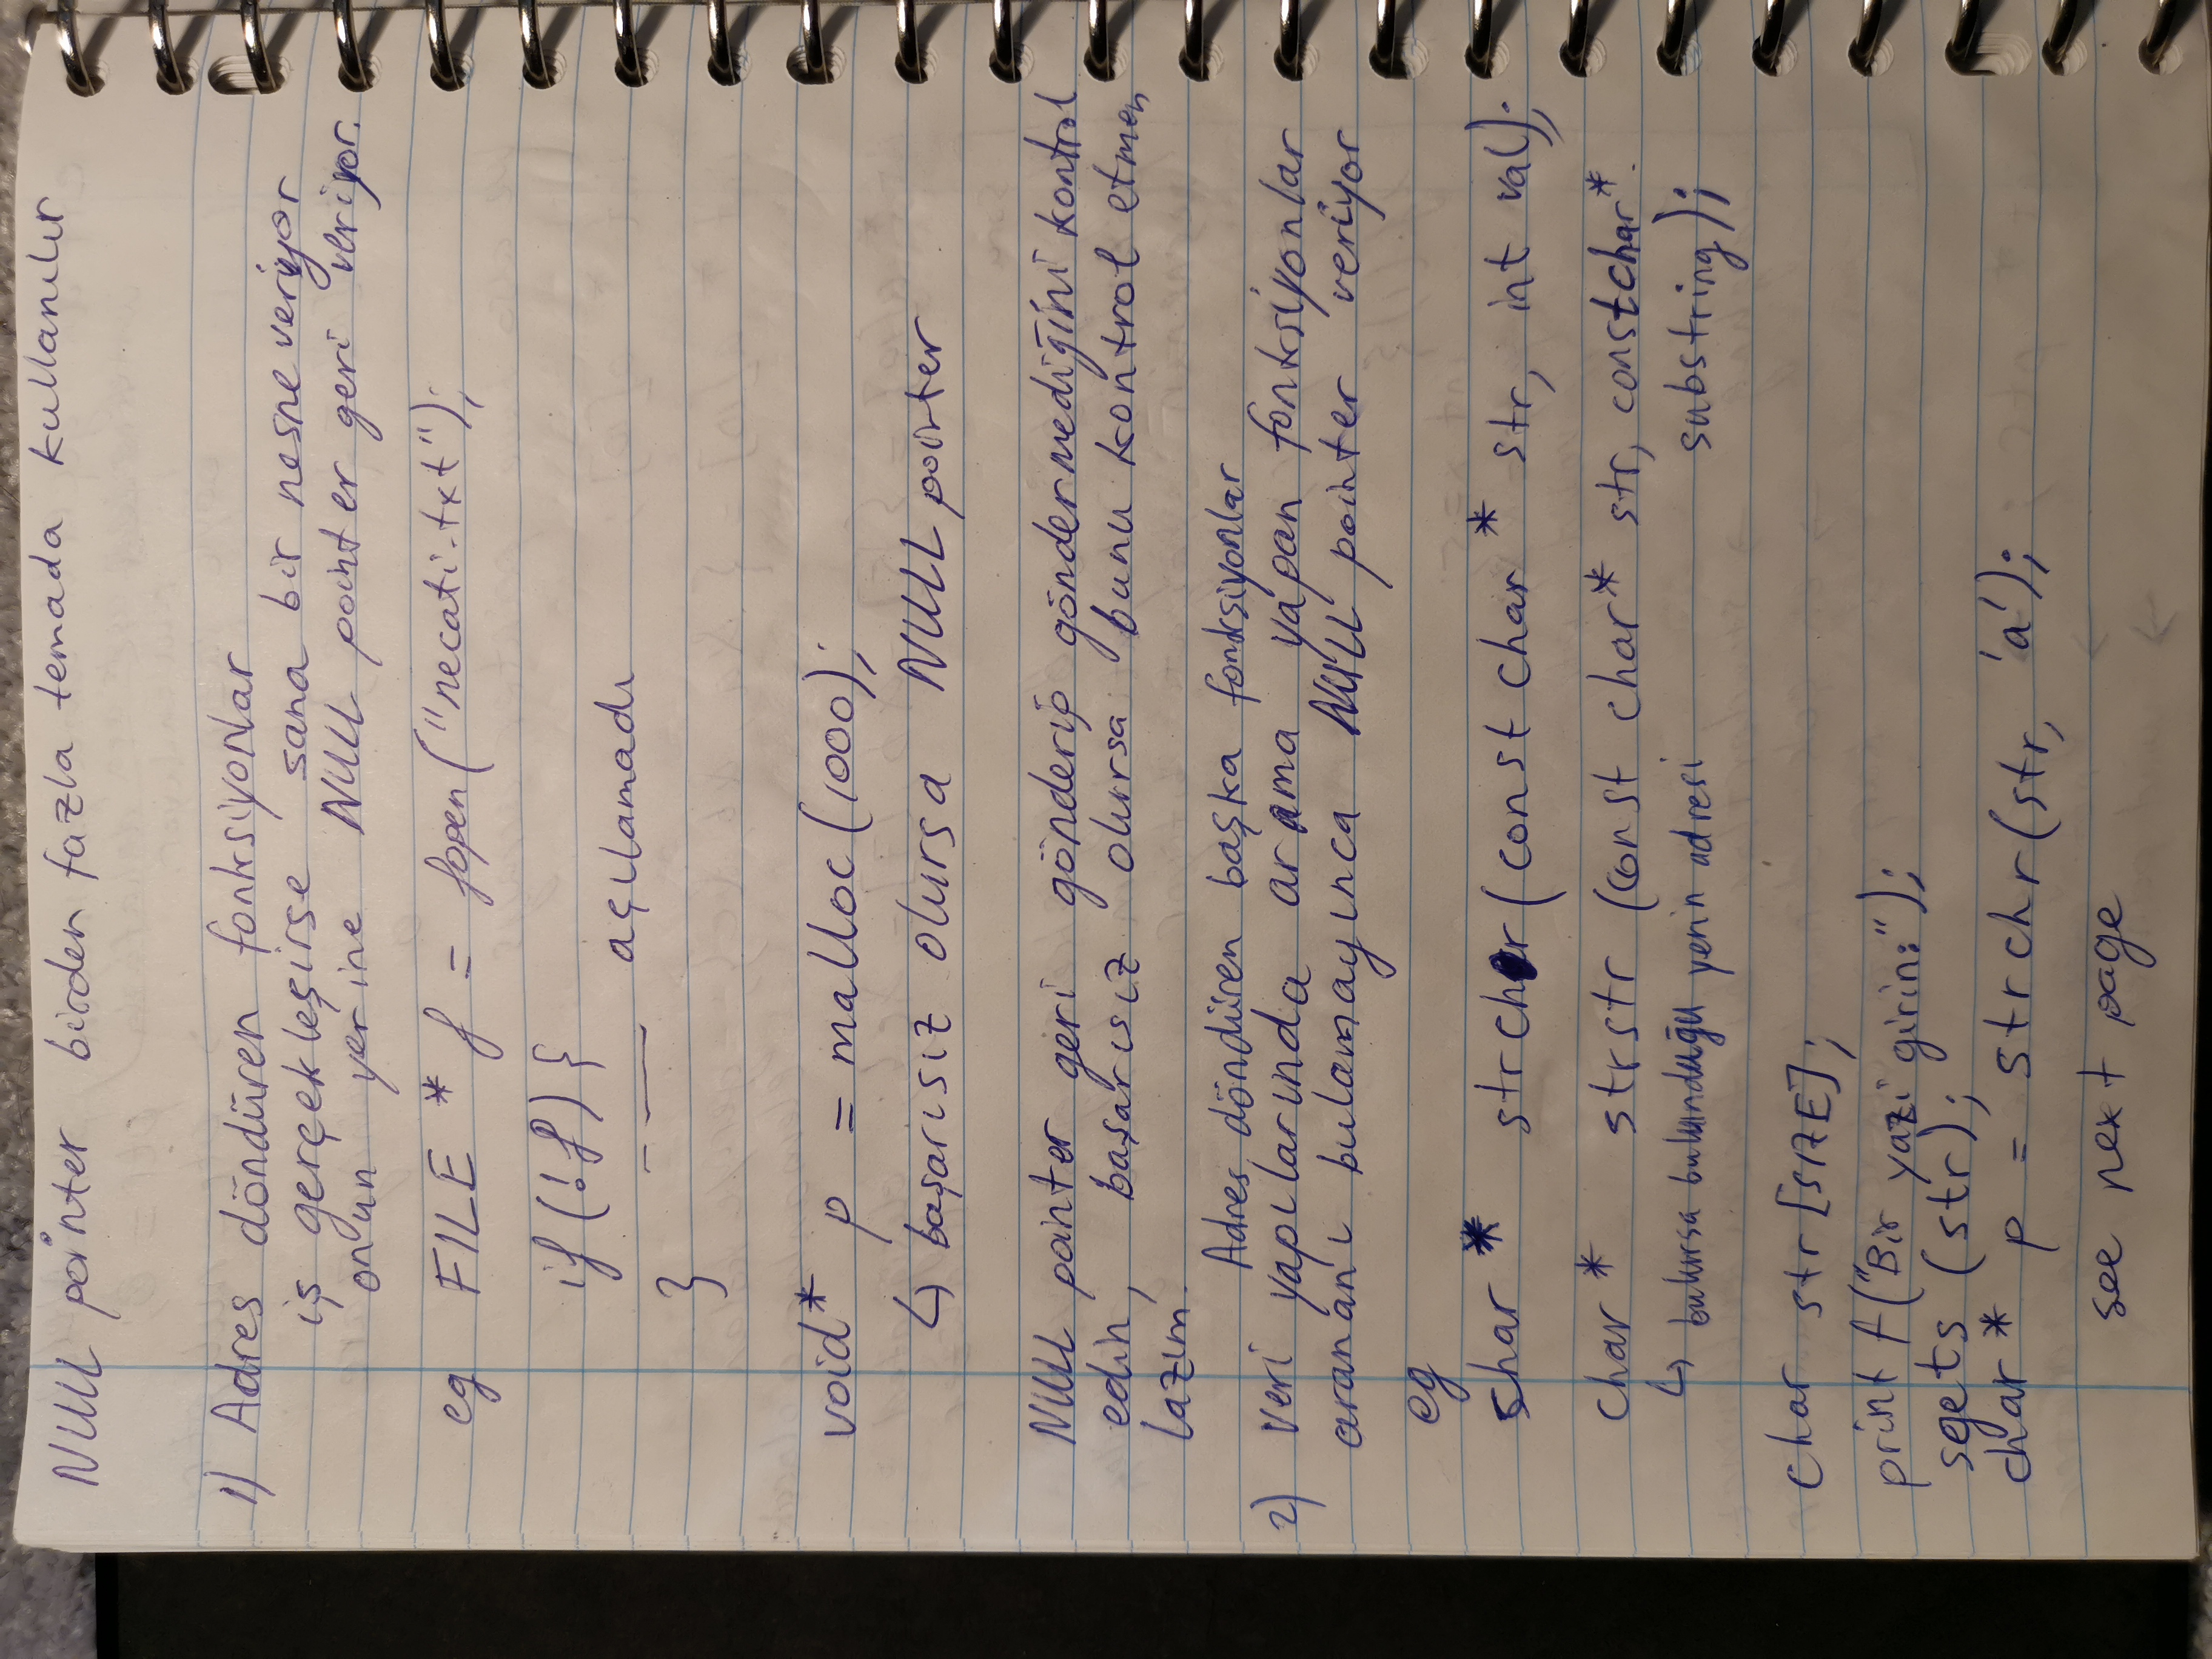 NULL pointer birden fazla temada kullanılır
1) Adres döndüren fonksiyonlar
iş gerçekleşirse sana bir nesne veriyor
onun yerine NULL pointer geri veriyor.
eg FILE * f = fopen("necati.txt");
if (!f) {
açılamadı
}
void* p = malloc(1000);
↳ başarısız olursa NULL pointer
NULL pointer geri gönderip göndermediğini kontrol
edin, başarısız olursa bunu kontrol etmen
lazım.
Adres döndüren başka fonksiyonlar
2) veri yapılarında arama yapan fonksiyonlar
arananı bulamayınca NULL pointer veriyor
eg
char * strchr(const char * str, int val);
char * strstr (const char* str, const char*
↳ bulursa bulunduğu yerin adresi substring);
char str[SIZE];
printf("Bir yazi girin:");
sgets (str);
char* p = strchr(str, 'a');
see next page